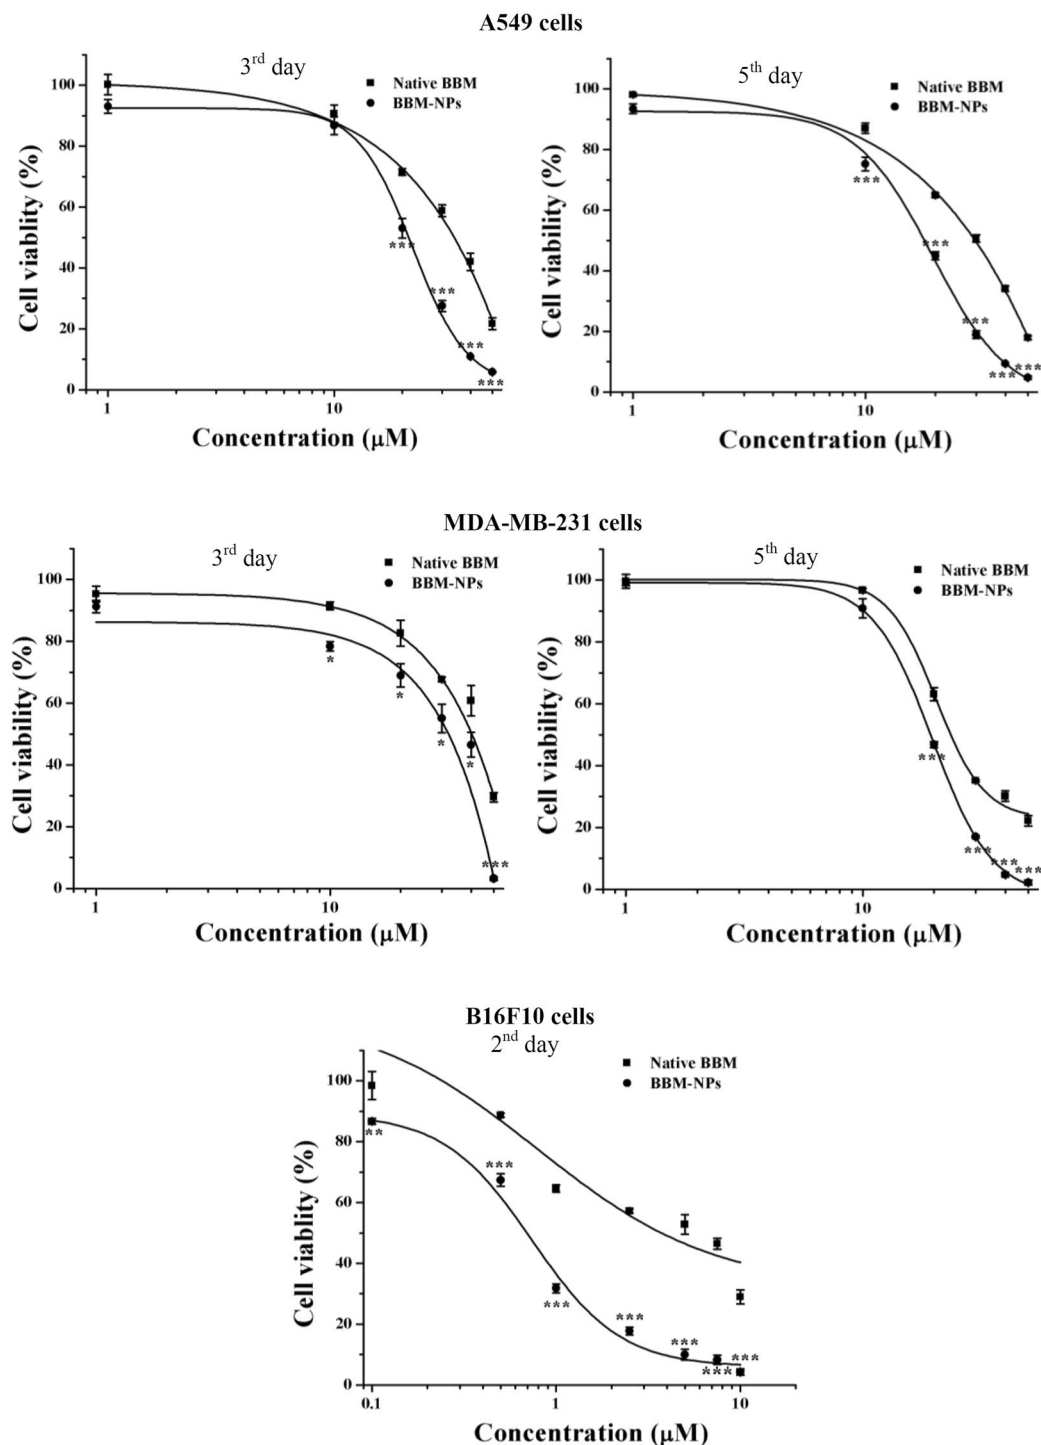 A549 cells
3rd day
Native BBM
BBM-NPs
100
80
60
40
20
0
1
10
Cell viablity (%)
Concentration (μM)
***
***
***
***
5th day
Native BBM
BBM-NPs
100
80
60
40
20
0
1
10
Cell viability (%)
Concentration (μM)
***
***
***
***
***
MDA-MB-231 cells
3rd day
Native BBM
BBM-NPs
100
80
60
40
20
0
1
10
Cell viability (%)
Concentration (μM)
*
*
*
*
***
5th day
Native BBM
BBM-NPs
100
80
60
40
20
0
1
10
Cell viability (%)
Concentration (μM)
***
***
***
***
B16F10 cells
2nd day
Native BBM
BBM-NPs
100
80
60
40
20
0
0.1
1
10
Cell viablity (%)
Concentration (μM)
**
***
***
***
***
***
***